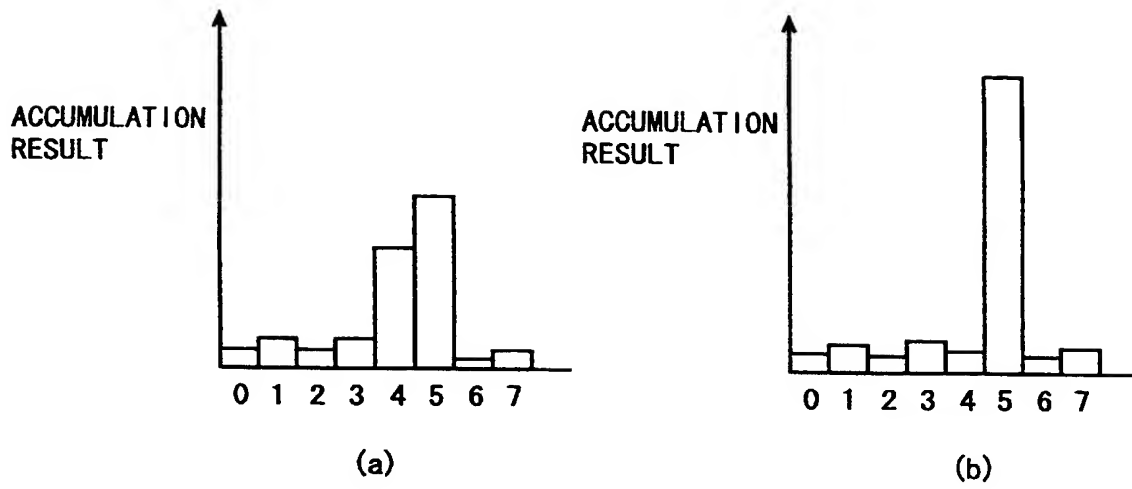 ACCUMULATION
RESULT
0 1 2 3 4 5 6 7
(a)
ACCUMULATION
RESULT
0 1 2 3 4 5 6 7
(b)